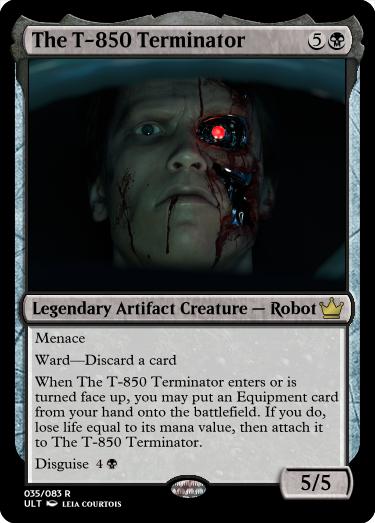 The T-850 Terminator
5
Legendary Artifact Creature — Robot
Menace
Ward—Discard a card
When The T-850 Terminator enters or is
turned face up, you may put an Equipment card
from your hand onto the battlefield. If you do,
lose life equal to its mana value, then attach it
to The T-850 Terminator.
Disguise 4
5/5
035/083 R
ULT LEIA COURTOIS